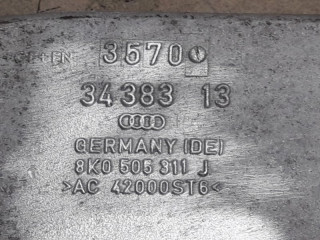 3570
34383 13
GERMANY (DE)
8K0 505 311 J
>AC 42000ST6<